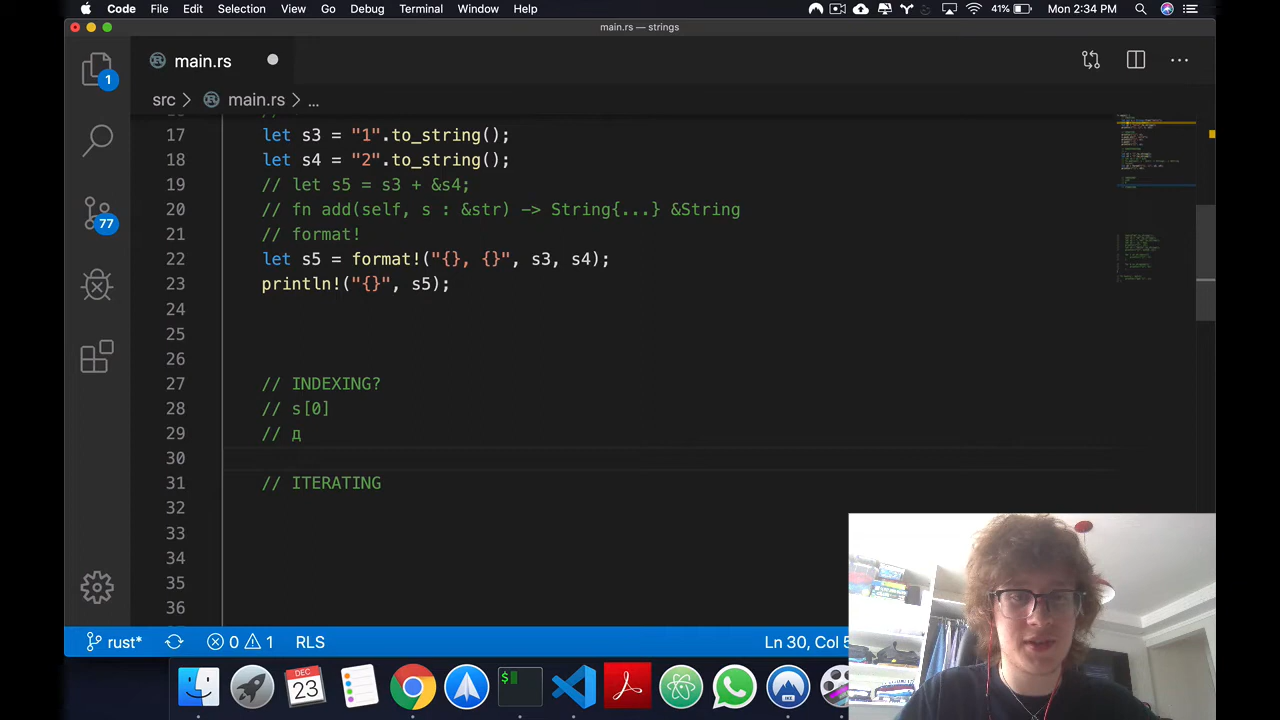 Code File Edit Selection View Go Debug Terminal Window Help 41% Mon 2:34 PM
main.rs — strings
main.rs
src > main.rs > ...
17 let s3 = "1".to_string();
18 let s4 = "2".to_string();
19 // let s5 = s3 + &s4;
20 // fn add(self, s : &str) -> String{...} &String
21 // format!
22 let s5 = format!("{}, {}", s3, s4);
23 println!("{}", s5);
24
25
26
27 // INDEXING?
28 // s[0]
29 // д
30
31 // ITERATING
32
33
34
35
36
1
77
rust* 0 1 RLS Ln 30, Col
DEC
23
$
IKE